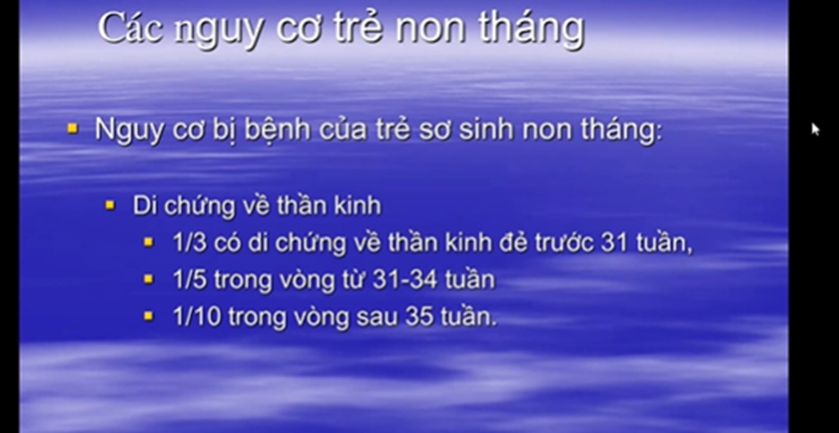 Các nguy cơ trẻ non tháng
Nguy cơ bị bệnh của trẻ sơ sinh non tháng:
Di chứng về thần kinh
1/3 có di chứng về thần kinh đẻ trước 31 tuần,
1/5 trong vòng từ 31-34 tuần
1/10 trong vòng sau 35 tuần.